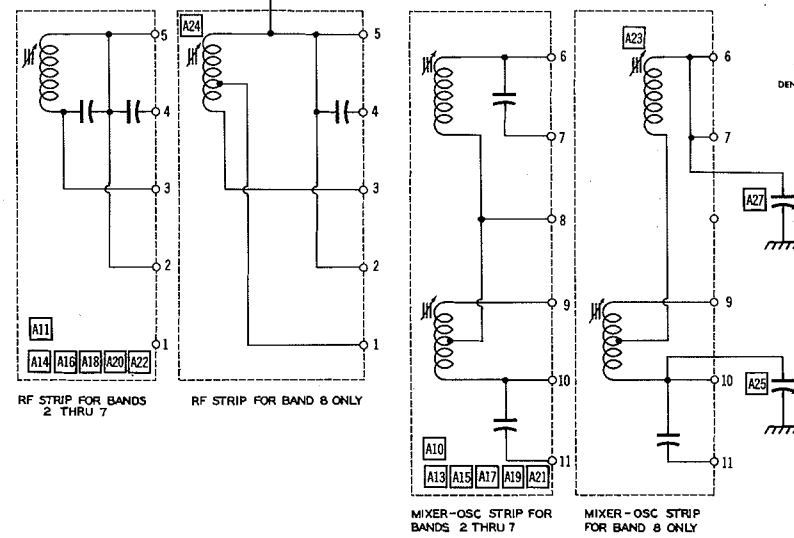 A24
A23
5
4
3
2
1
5
4
3
2
1
6
7
8
9
10
11
6
7
9
10
11
DEN
A27
A25
A11
A14 A16 A18 A20 A22
A10
A13 A15 A17 A19 A21
RF STRIP FOR BANDS
2 THRU 7
RF STRIP FOR BAND 8 ONLY
MIXER-OSC STRIP FOR
BANDS 2 THRU 7
MIXER-OSC STRIP
FOR BAND 8 ONLY